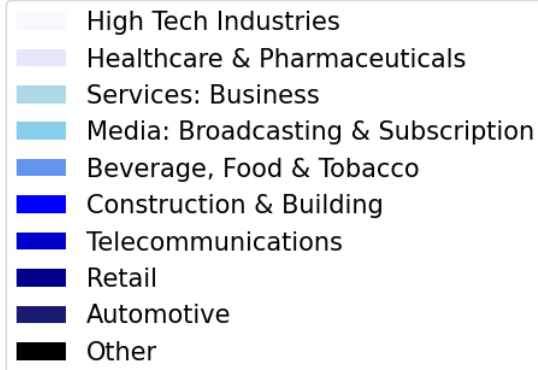 High Tech Industries
Healthcare & Pharmaceuticals
Services: Business
Media: Broadcasting & Subscription
Beverage, Food & Tobacco
Construction & Building
Telecommunications
Retail
Automotive
Other